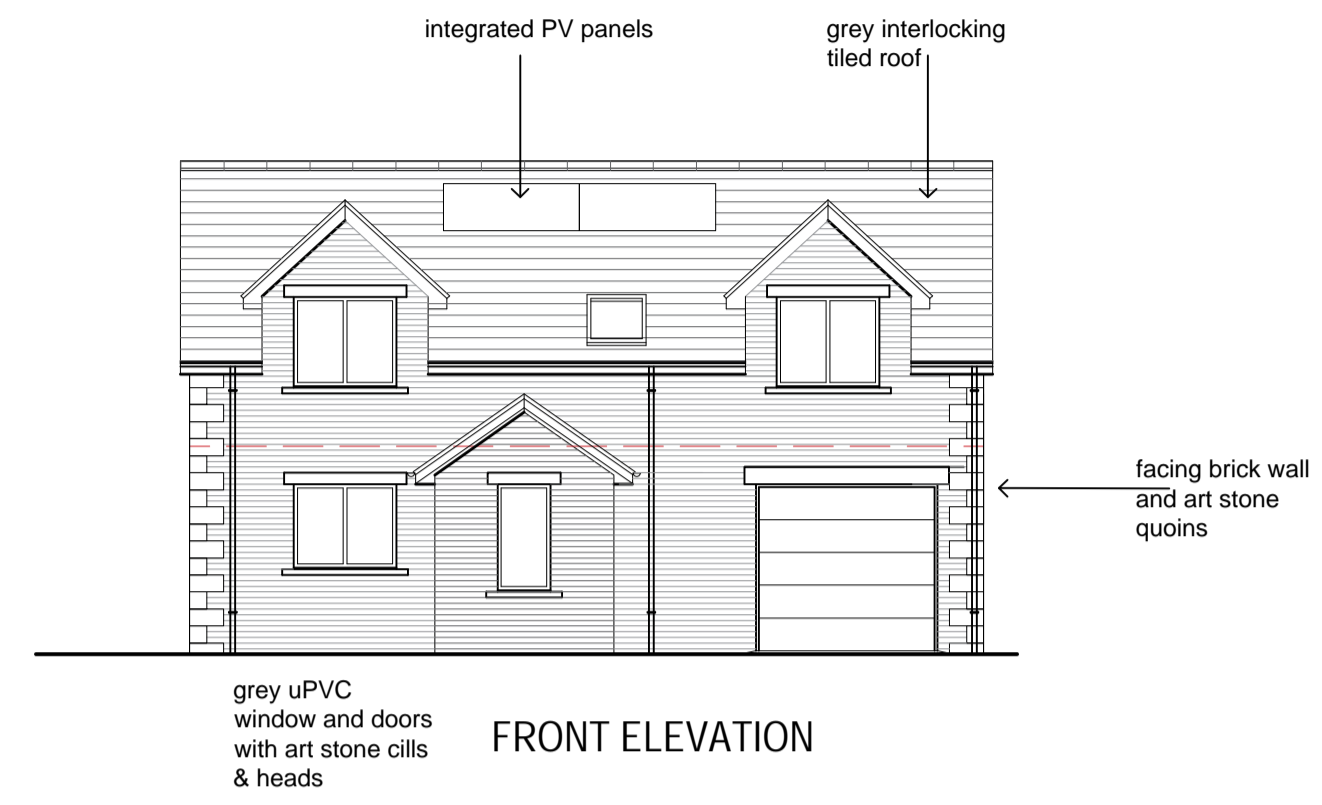 integrated PV panels
grey interlocking
tiled roof
facing brick wall
and art stone
quoins
grey uPVC
window and doors
with art stone cills
& heads
FRONT ELEVATION